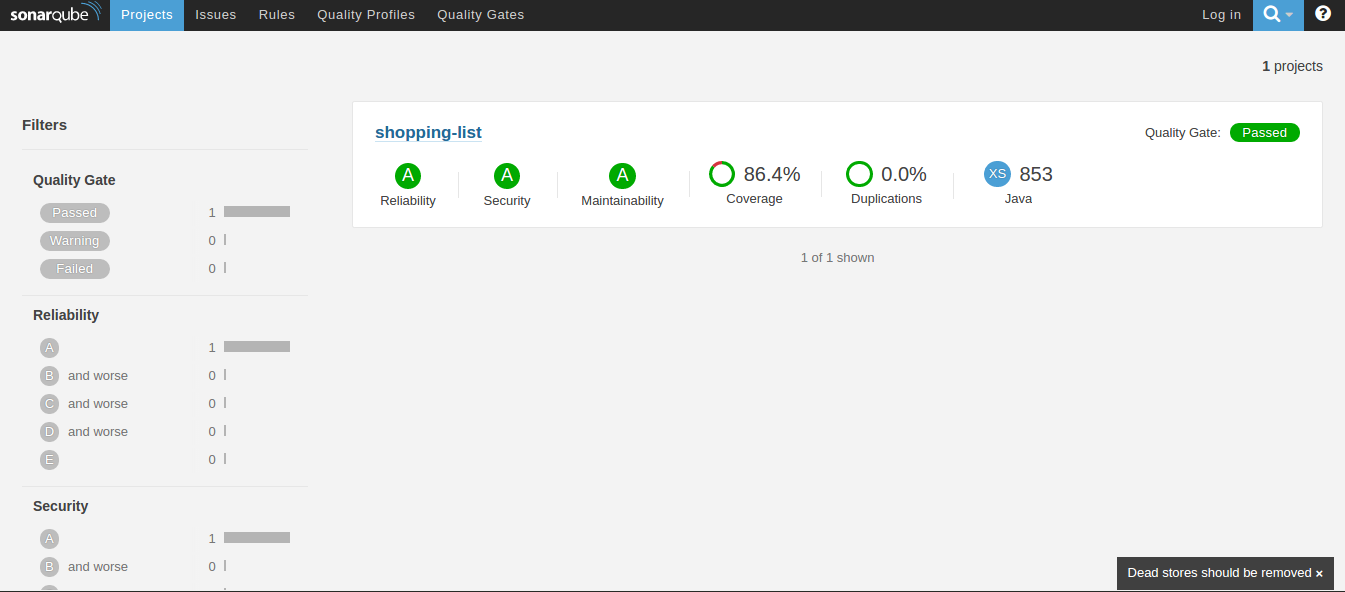 sonarqube Projects Issues Rules Quality Profiles Quality Gates Log in ?
1 projects
Filters
Quality Gate
Passed 1
Warning 0
Failed 0
Reliability
A 1
B and worse 0
C and worse 0
D and worse 0
E 0
Security
A 1
B and worse 0
shopping-list Quality Gate: Passed
A A A 86.4% 0.0% XS 853
Reliability Security Maintainability Coverage Duplications Java
1 of 1 shown
Dead stores should be removed ×